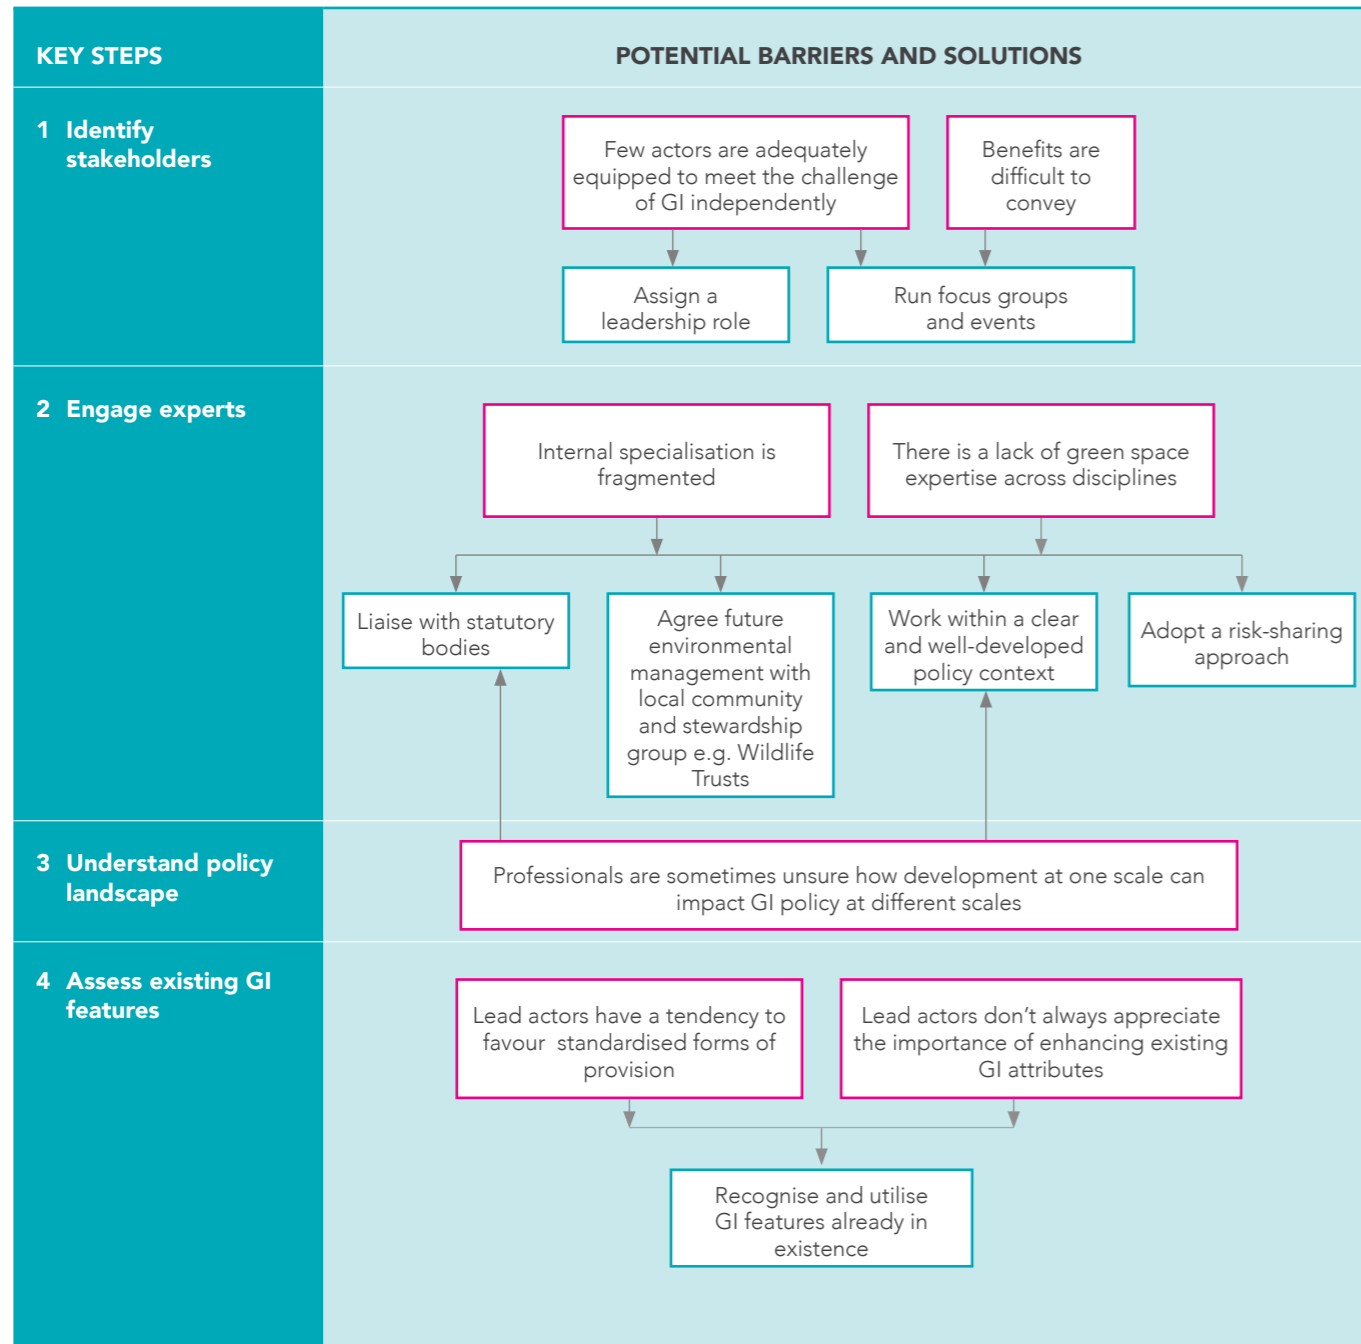 KEY STEPS
POTENTIAL BARRIERS AND SOLUTIONS
1 Identify
stakeholders
Few actors are adequately
equipped to meet the challenge
of GI independently
Benefits are
difficult to
convey
Assign a
leadership role
Run focus groups
and events
2 Engage experts
Internal specialisation is
fragmented
There is a lack of green space
expertise across disciplines
Liaise with statutory
bodies
Agree future
environmental
management with
local community
and stewardship
group e.g. Wildlife
Trusts
Work within a clear
and well-developed
policy context
Adopt a risk-sharing
approach
3 Understand policy
landscape
Professionals are sometimes unsure how development at one scale can
impact GI policy at different scales
4 Assess existing GI
features
Lead actors have a tendency to
favour standardised forms of
provision
Lead actors don’t always appreciate
the importance of enhancing existing
GI attributes
Recognise and utilise
GI features already in
existence